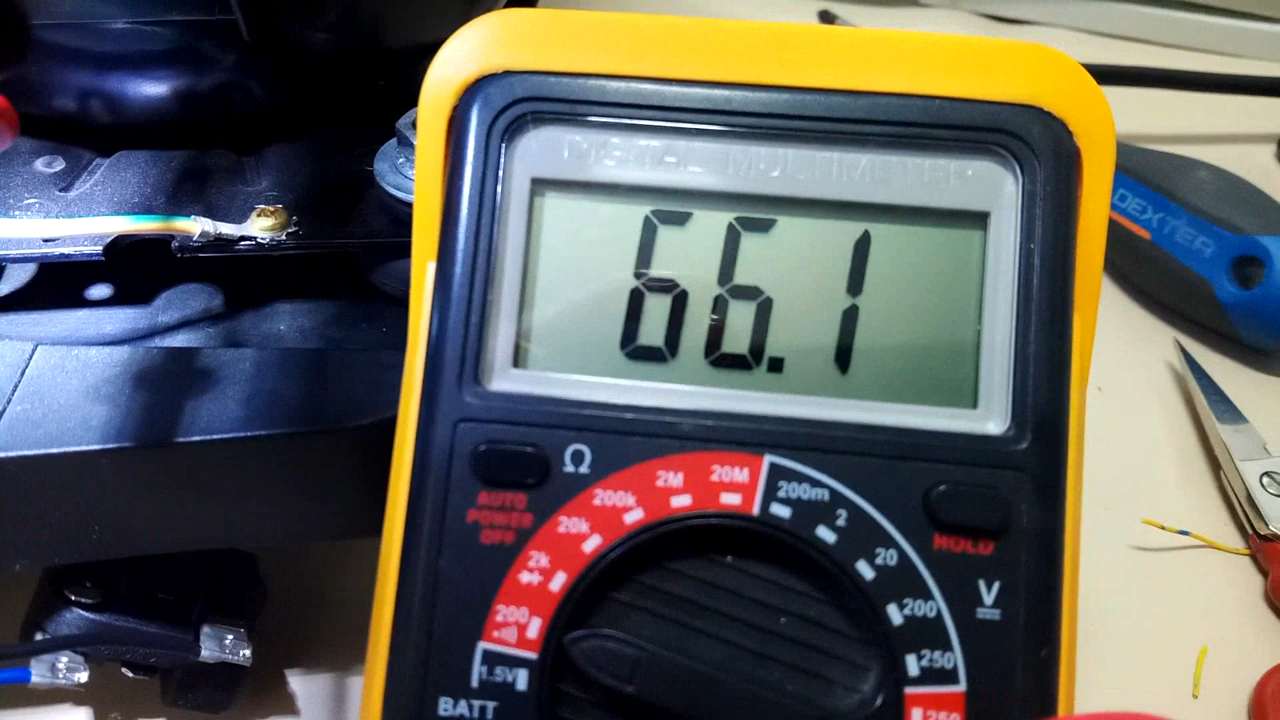 DIGITAL MULTIMETER
66.1
DEXTER
Ω
AUTO
POWER
OFF
HOLD
200
2k
20k
200k
2M
20M
200m
2
20
200
250
V
1.5V
BATT
250